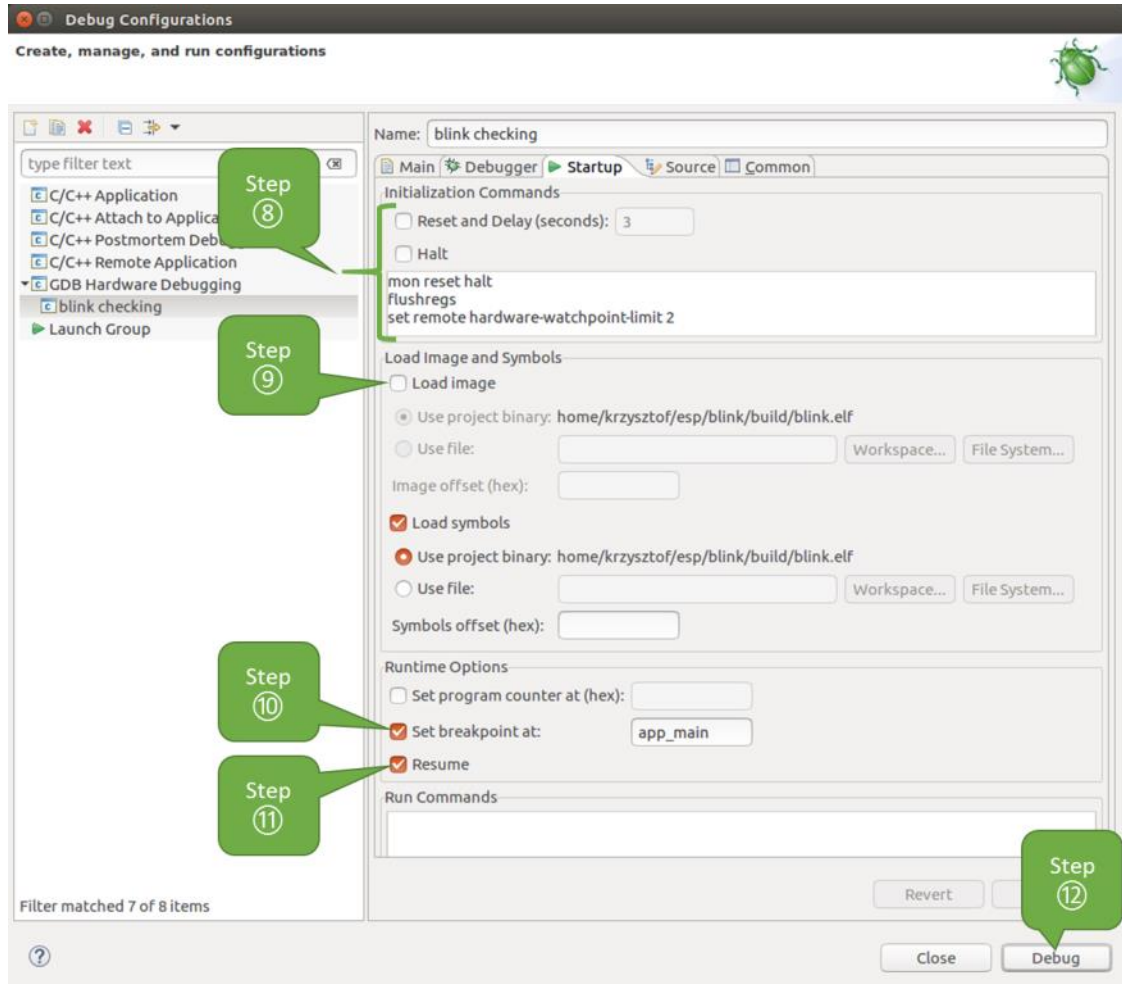 Debug Configurations
Create, manage, and run configurations
type filter text
C/C++ Application
C/C++ Attach to Applica
C/C++ Postmortem Deb
C/C++ Remote Application
GDB Hardware Debugging
blink checking
Launch Group
Filter matched 7 of 8 items
Step
⑧
Step
⑨
Step
⑩
Step
⑪
Name: blink checking
Main Debugger Startup Source Common
Initialization Commands
Reset and Delay (seconds): 3
Halt
mon reset halt
flushregs
set remote hardware-watchpoint-limit 2
Load Image and Symbols
Load image
Use project binary: home/krzysztof/esp/blink/build/blink.elf
Use file: Workspace... File System...
Image offset (hex):
Load symbols
Use project binary: home/krzysztof/esp/blink/build/blink.elf
Use file: Workspace... File System...
Symbols offset (hex):
Runtime Options
Set program counter at (hex):
Set breakpoint at: app_main
Resume
Run Commands
Step
⑫
Revert
Close Debug